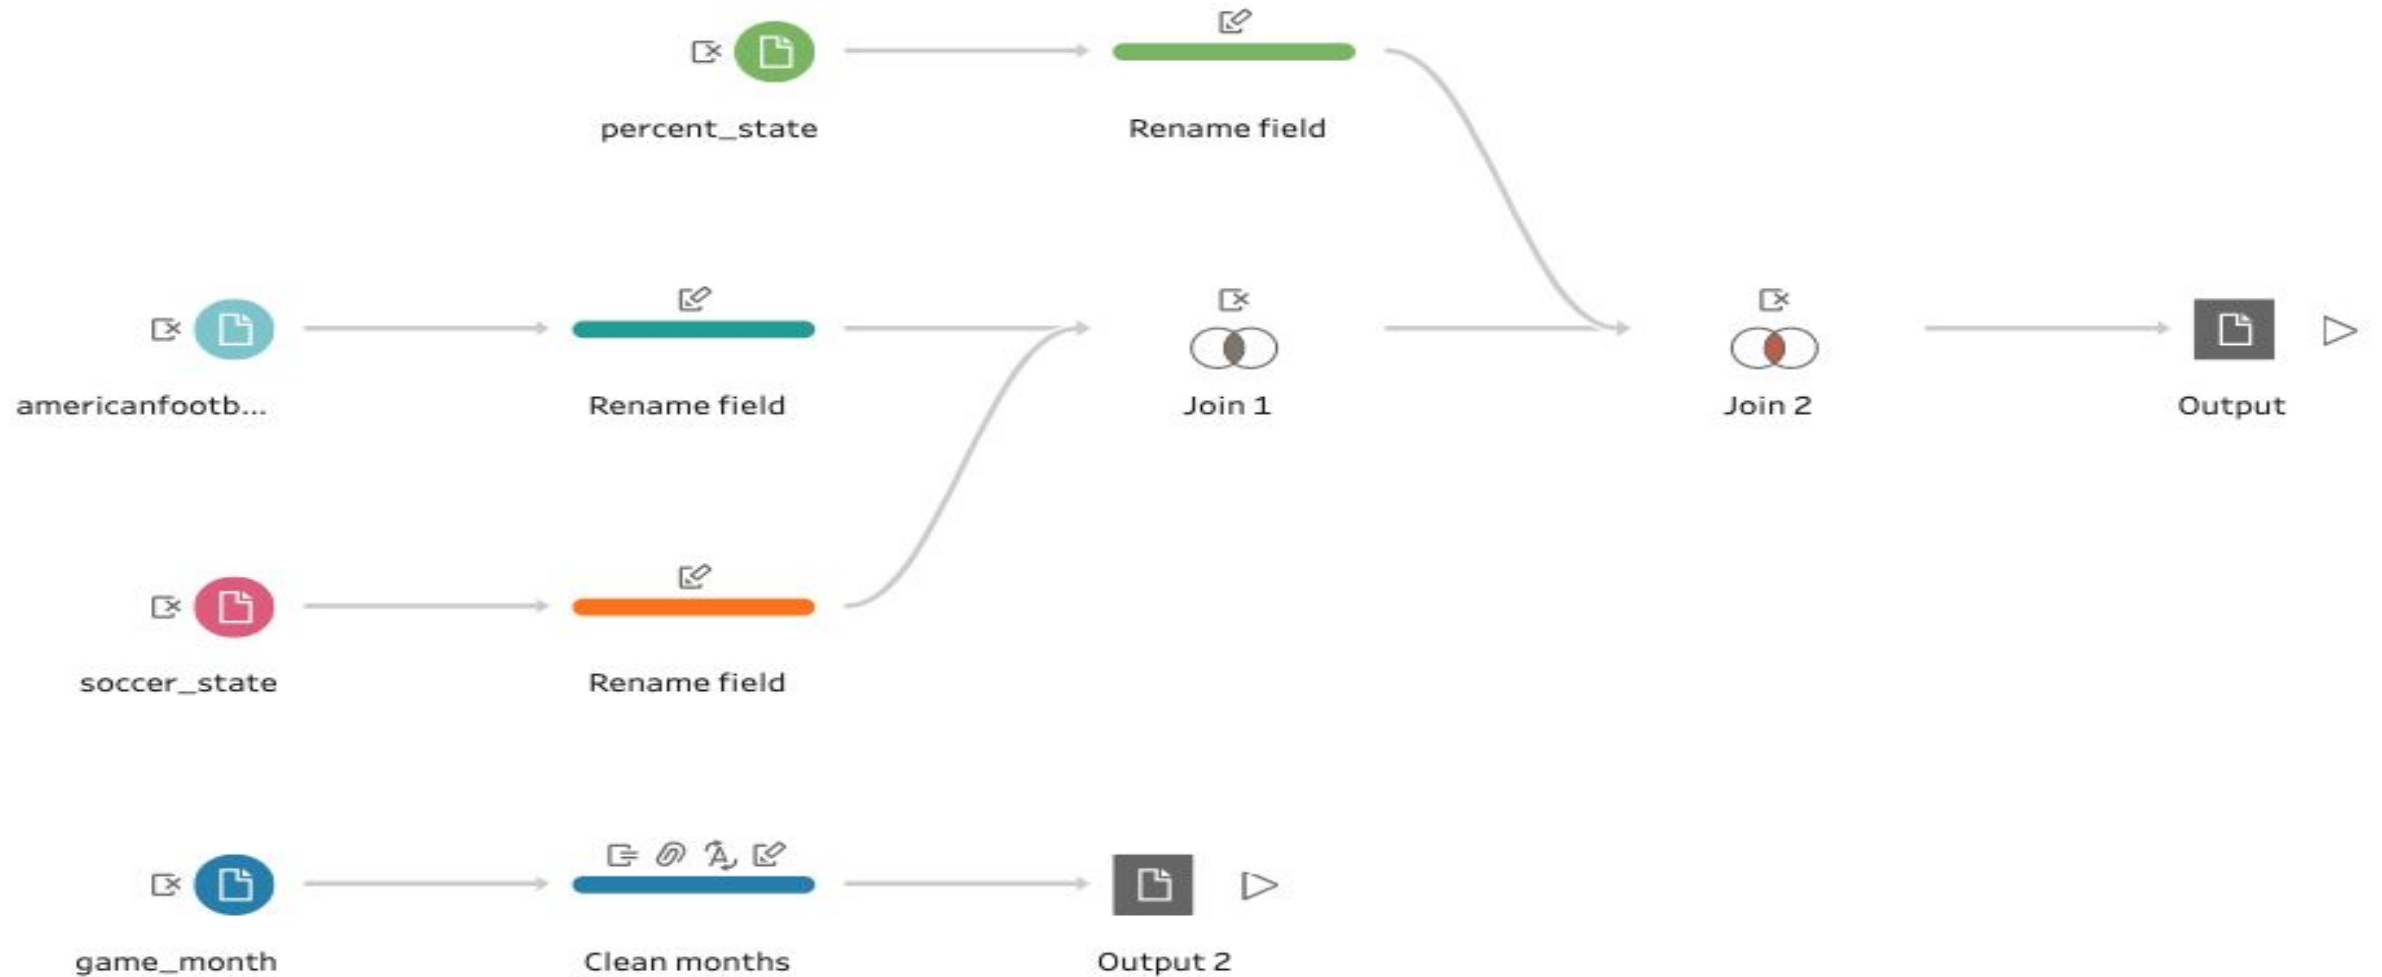 percent_state
Rename field
americanfootb...
Rename field
Join 1
Join 2
Output
soccer_state
Rename field
game_month
Clean months
Output 2